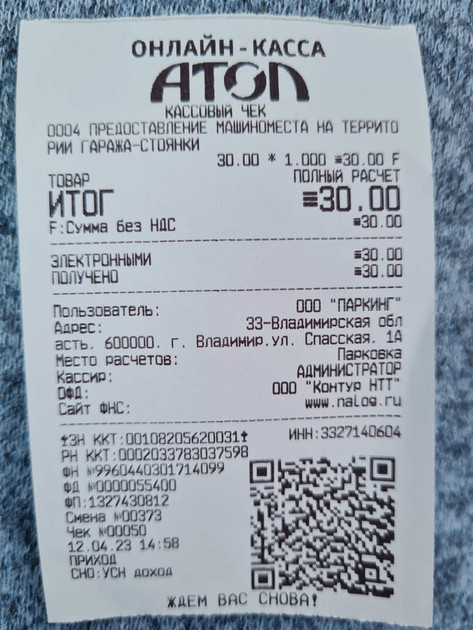 ОНЛАЙН-КАССА
АТОЛ
КАССОВЫЙ ЧЕК
0004 ПРЕДОСТАВЛЕНИЕ МАШИНОМЕСТА НА ТЕРРИТО
РИИ ГАРАЖА-СТОЯНКИ
30.00 * 1.000 ≡30.00 F
ТОВАР ПОЛНЫЙ РАСЧЕТ
ИТОГ ≡30.00
F:Сумма без НДС ≡30.00
ЭЛЕКТРОННЫМИ ≡30.00
ПОЛУЧЕНО ≡30.00
Пользователь: ООО "ПАРКИНГ"
Адрес: 33-Владимирская обл
асть. 600000. г. Владимир.ул. Спасская. 1А
Место расчетов: Парковка
Кассир: АДМИНИСТРАТОР
ОФД: ООО "Контур НТТ"
Сайт ФНС: www.nalog.ru
ЗН ККТ:00108205620031 ИНН:3327140604
РН ККТ:0002033783037598
ФН №9960440301714099
ФД №0000055400
ФП:1327430812
Смена №00373
Чек №00050
12.04.23 14:58
ПРИХОД
СНО:УСН доход
ЖДЕМ ВАС СНОВА!